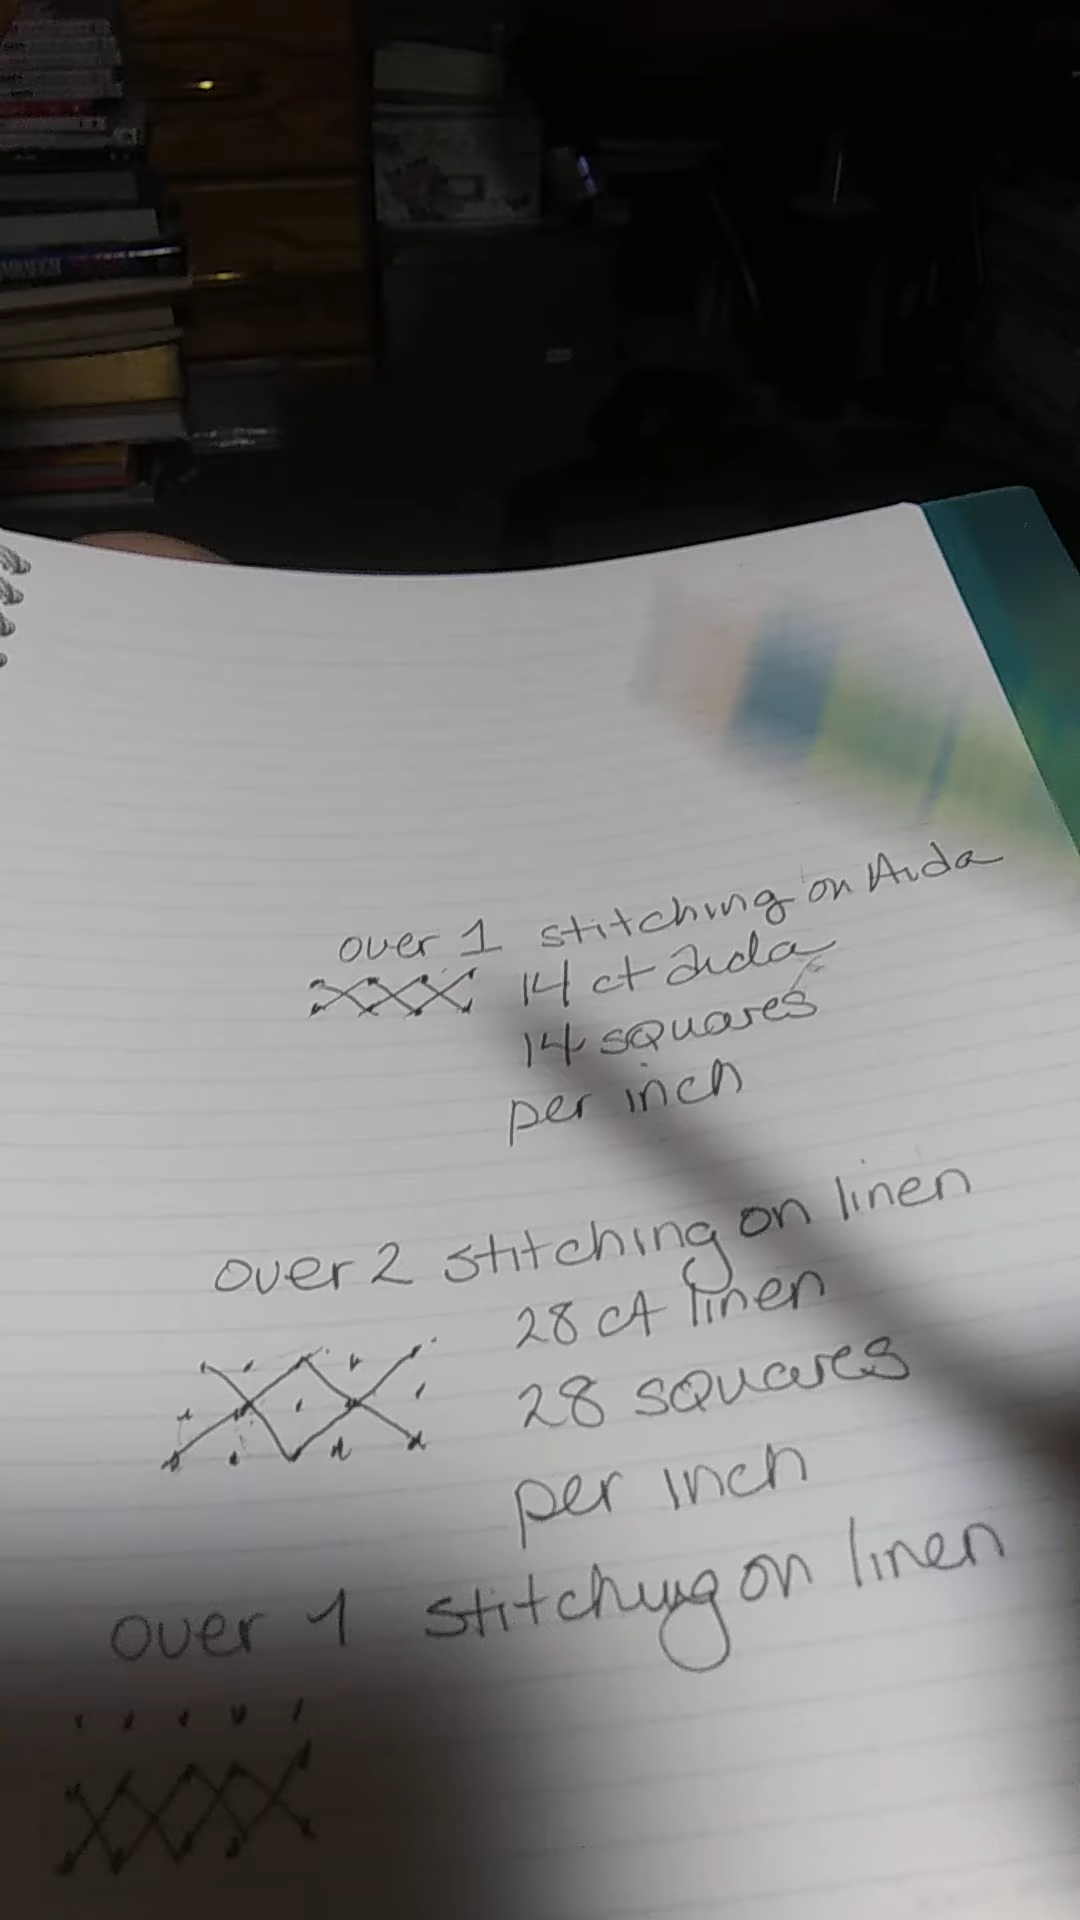 over 1 stitching on Aida
14 ct aida
14 squares
per inch
over 2 stitching on linen
28 ct linen
28 squares
per inch
over 1 stitching on linen